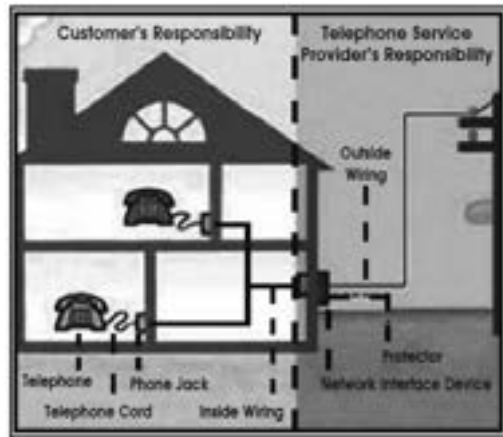 Customer's Responsibility
Telephone Service
Provider's Responsibility
Outside
Wiring
Protector
Telephone
Phone Jack
Network Interface Device
Telephone Cord
Inside Wiring